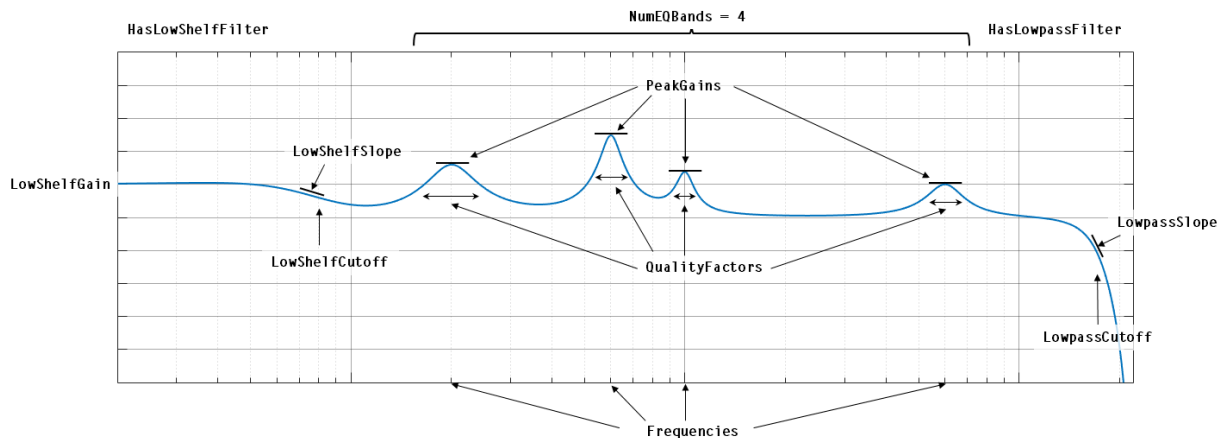 NumEQBands = 4
HasLowShelfFilter
HasLowpassFilter
PeakGains
LowShelfSlope
LowShelfGain
LowpassSlope
LowShelfCutoff
QualityFactors
LowpassCutoff
Frequencies